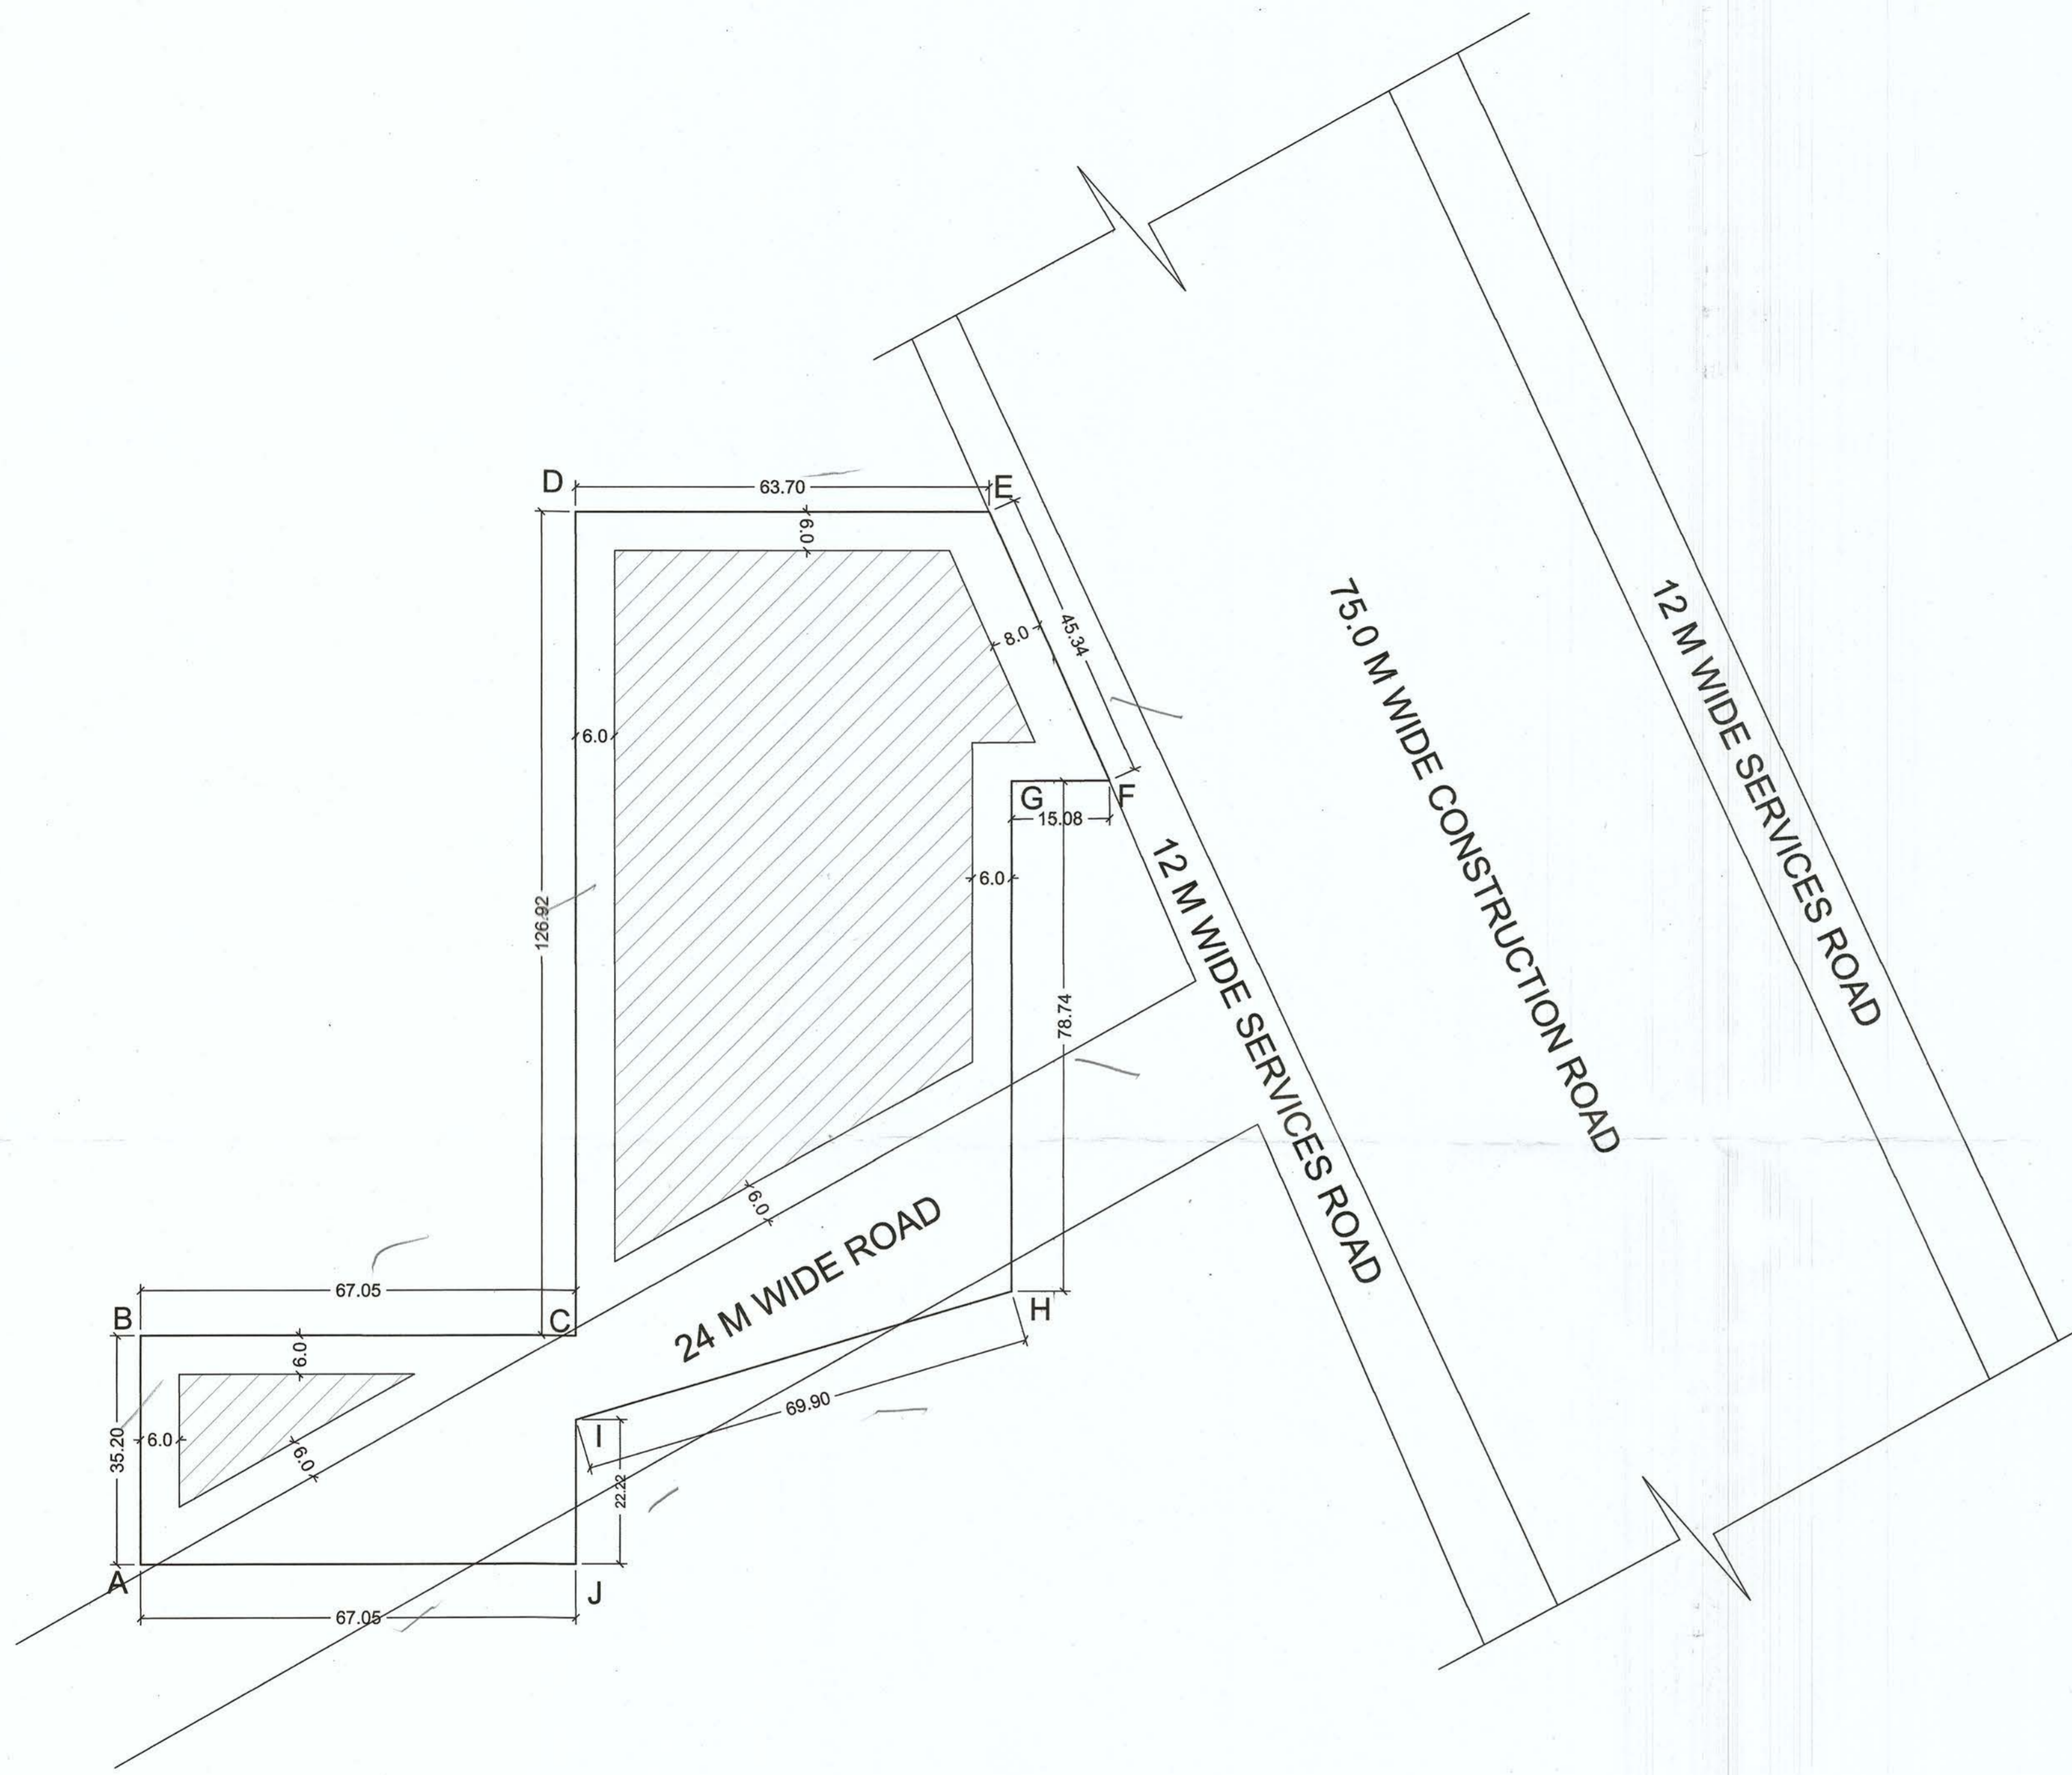 D
63.70
E
6.0
8.0
45.34
75.0 M WIDE CONSTRUCTION ROAD
12 M WIDE SERVICES ROAD
6.0
G
F
15.08
12 M WIDE SERVICES ROAD
6.0
126.92
78.74
6.0
24 M WIDE ROAD
67.05
B
C
H
6.0
69.90
35.20
6.0
6.0
I
22.22
A
J
67.05